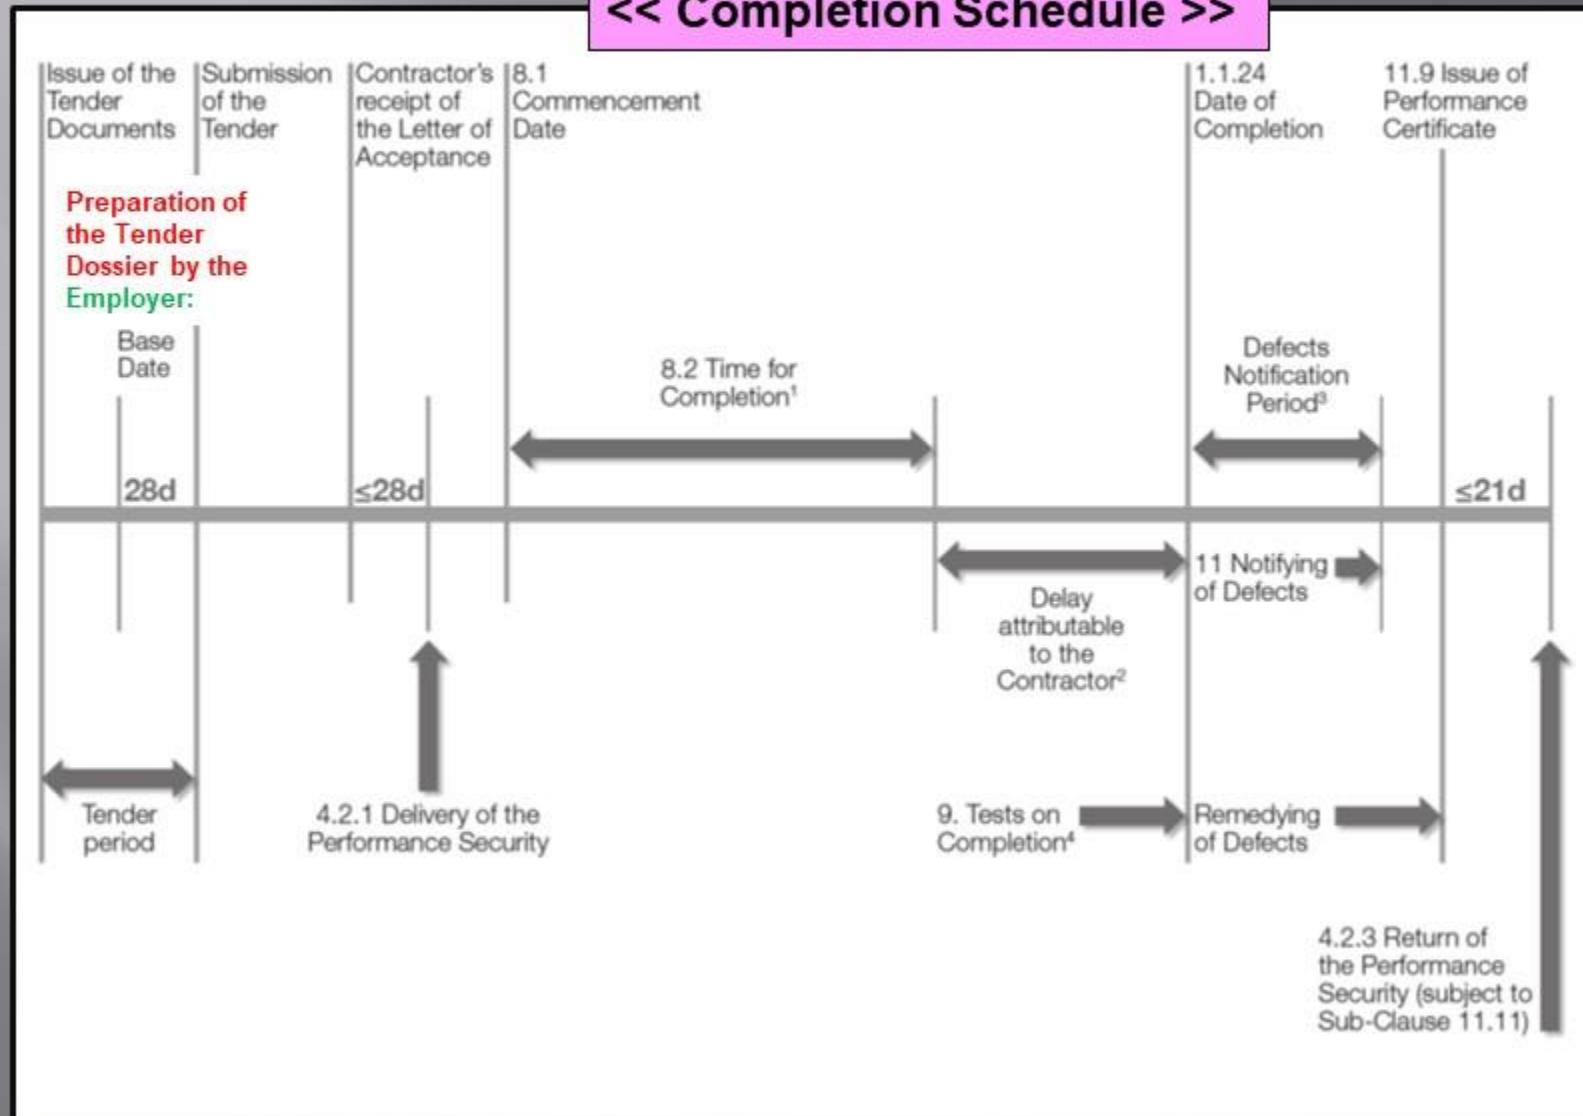 << Completion Schedule >>
Issue of the
Tender
Documents
Submission
of the
Tender
Contractor's
receipt of
the Letter of
Acceptance
8.1
Commencement
Date
1.1.24
Date of
Completion
11.9 Issue of
Performance
Certificate
Preparation of
the Tender
Dossier by the
Employer:
Base
Date
8.2 Time for
Completion¹
Defects
Notification
Period³
28d
≤28d
≤21d
Delay
attributable
to the
Contractor²
11 Notifying
of Defects
Tender
period
4.2.1 Delivery of the
Performance Security
9. Tests on
Completion⁴
Remedying
of Defects
4.2.3 Return of
the Performance
Security (subject to
Sub-Clause 11.11)